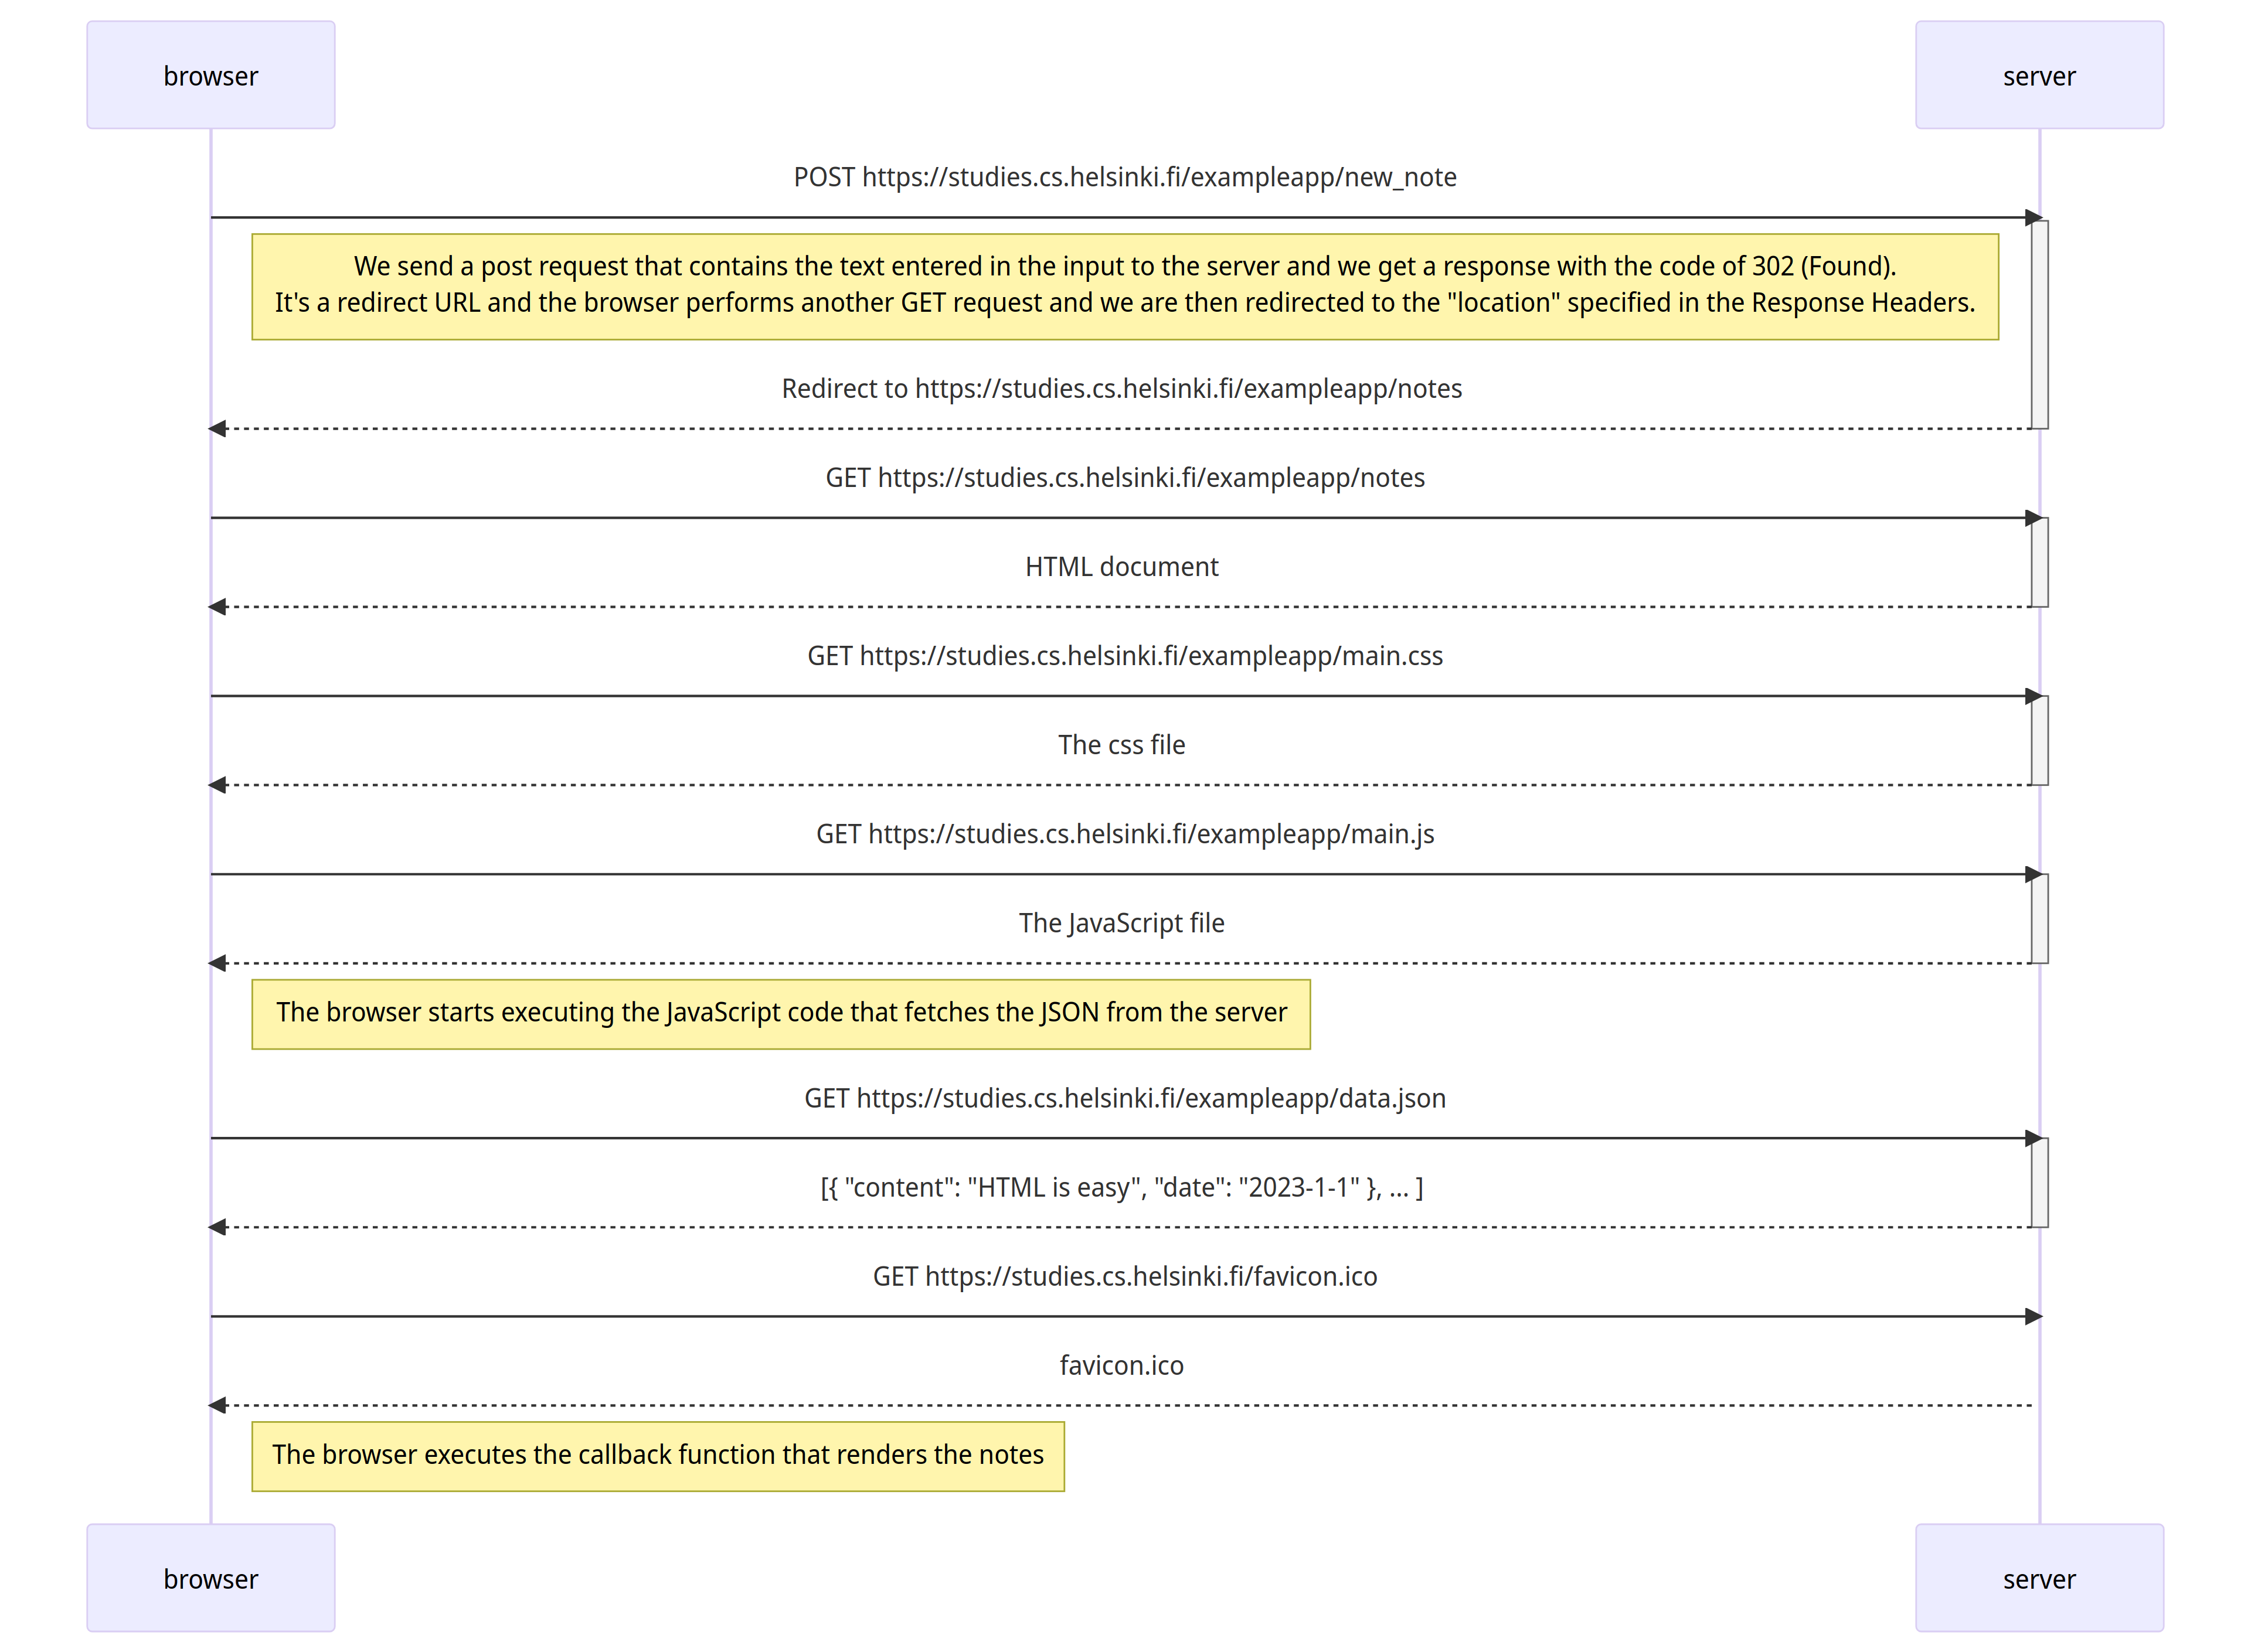 browser
server
POST https://studies.cs.helsinki.fi/exampleapp/new_note
We send a post request that contains the text entered in the input to the server and we get a response with the code of 302 (Found).
It's a redirect URL and the browser performs another GET request and we are then redirected to the "location" specified in the Response Headers.
Redirect to https://studies.cs.helsinki.fi/exampleapp/notes
GET https://studies.cs.helsinki.fi/exampleapp/notes
HTML document
GET https://studies.cs.helsinki.fi/exampleapp/main.css
The css file
GET https://studies.cs.helsinki.fi/exampleapp/main.js
The JavaScript file
The browser starts executing the JavaScript code that fetches the JSON from the server
GET https://studies.cs.helsinki.fi/exampleapp/data.json
[{ "content": "HTML is easy", "date": "2023-1-1" }, ... ]
GET https://studies.cs.helsinki.fi/favicon.ico
favicon.ico
The browser executes the callback function that renders the notes
browser
server